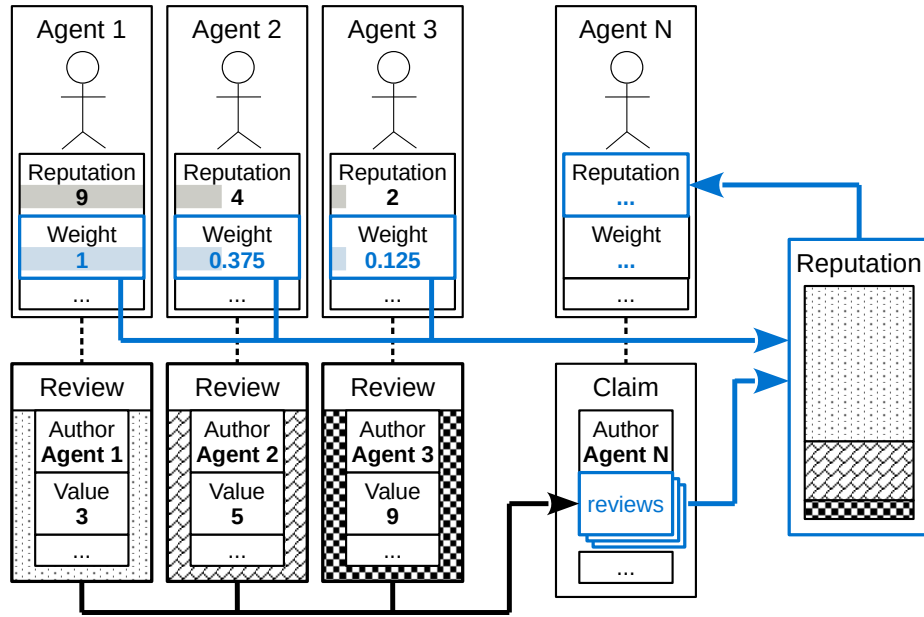 Agent 1
Reputation
9
Weight
1
...
Agent 2
Reputation
4
Weight
0.375
...
Agent 3
Reputation
2
Weight
0.125
...
Agent N
Reputation
...
Weight
...
Reputation
Review
Author
Agent 1
Value
3
...
Review
Author
Agent 2
Value
5
...
Review
Author
Agent 3
Value
9
...
Claim
Author
Agent N
reviews
...